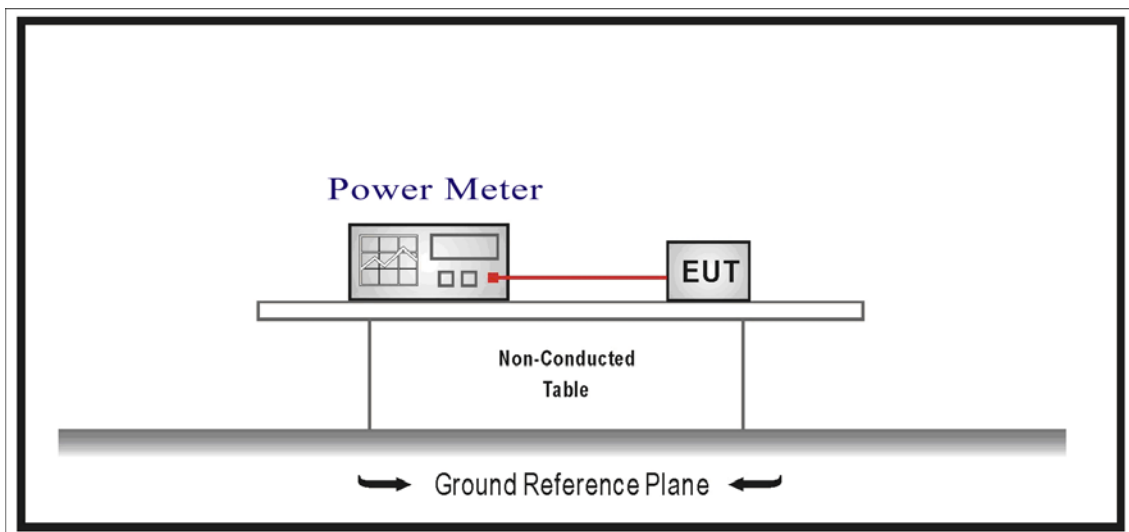 Power Meter
EUT
Non-Conducted
Table
Ground Reference Plane